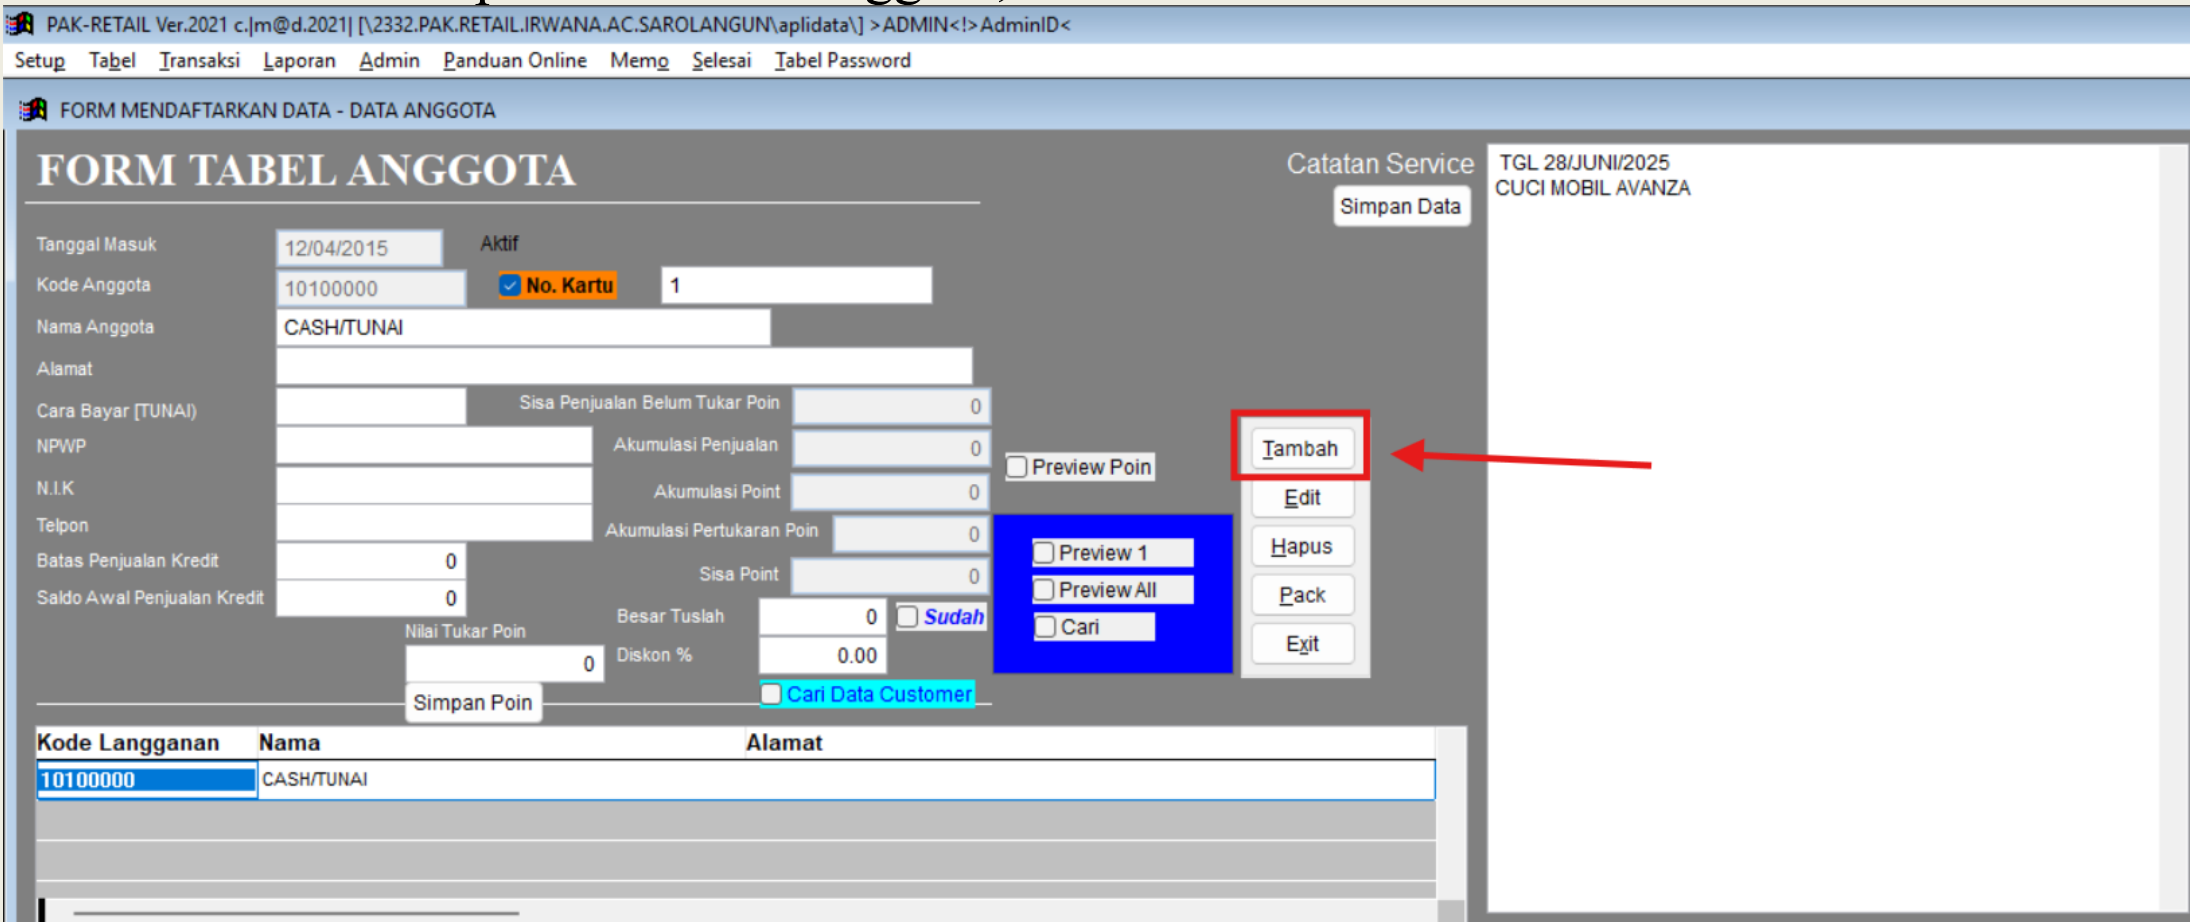 PAK-RETAIL Ver.2021 c.|m@d.2021| [\2332.PAK.RETAIL.IRWANA.AC.SAROLANGUN\aplidata\] >ADMIN<!>AdminID<
Setup Tabel Transaksi Laporan Admin Panduan Online Memo Selesai Tabel Password
FORM MENDAFTARKAN DATA - DATA ANGGOTA
FORM TABEL ANGGOTA
Catatan Service
Simpan Data
TGL 28/JUNI/2025
CUCI MOBIL AVANZA
Tanggal Masuk 12/04/2015 Aktif
Kode Anggota 10100000 No. Kartu 1
Nama Anggota CASH/TUNAI
Alamat
Cara Bayar [TUNAI) Sisa Penjualan Belum Tukar Poin 0
NPWP Akumulasi Penjualan 0 Preview Poin
N.I.K Akumulasi Point 0
Telpon Akumulasi Pertukaran Poin 0
Batas Penjualan Kredit 0 Sisa Point 0
Saldo Awal Penjualan Kredit 0 Besar Tuslah 0 Sudah
Nilai Tukar Poin 0 Diskon % 0.00
Simpan Poin Cari Data Customer
Preview 1
Preview All
Cari
Tambah
Edit
Hapus
Pack
Exit
Kode Langganan Nama Alamat
10100000 CASH/TUNAI